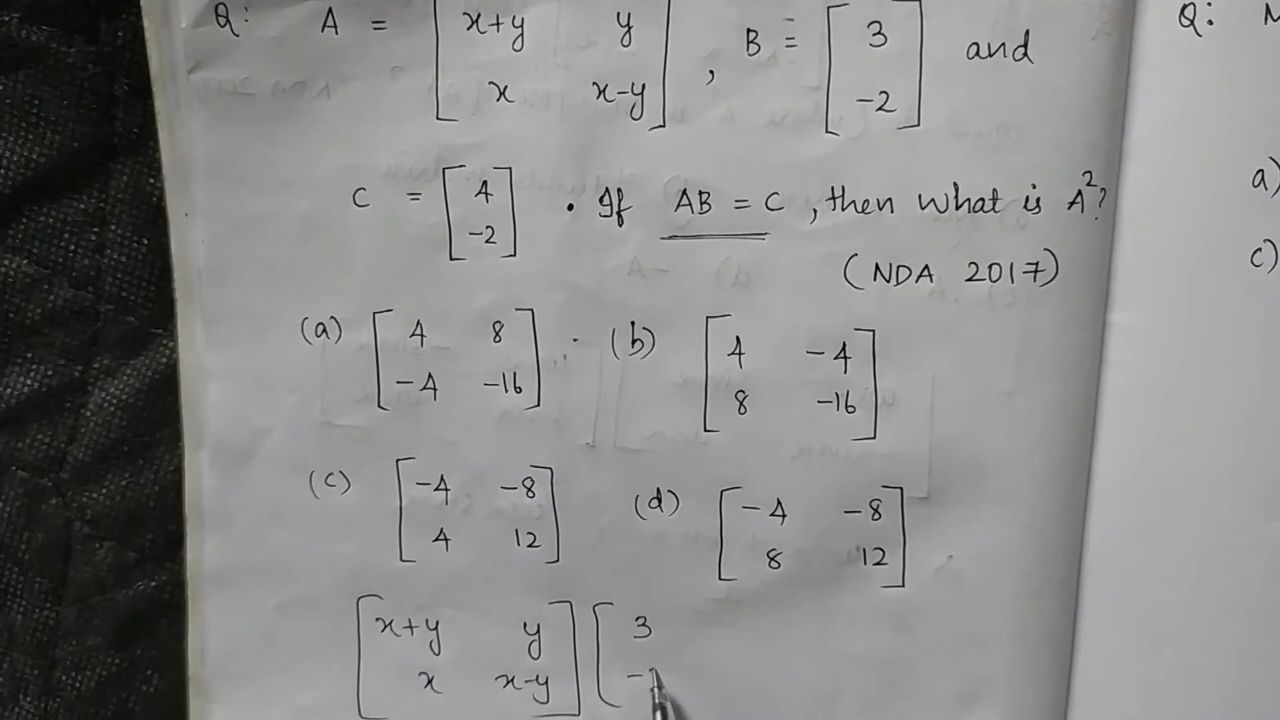 Q: A = [ x+y y ] , B = [ 3 ] and
[ x x-y ] [ -2 ]
C = [ 4 ] . If AB = C , then what is A²?
[ -2 ]
(NDA 2017)
(a) [ 4 8 ] (b) [ 4 -4 ]
[ -4 -16 ] [ 8 -16 ]
(c) [ -4 -8 ] (d) [ -4 -8 ]
[ 4 12 ] [ 8 12 ]
[ x+y y ] [ 3
[ x x-y ] [ -
Q:
a)
c)